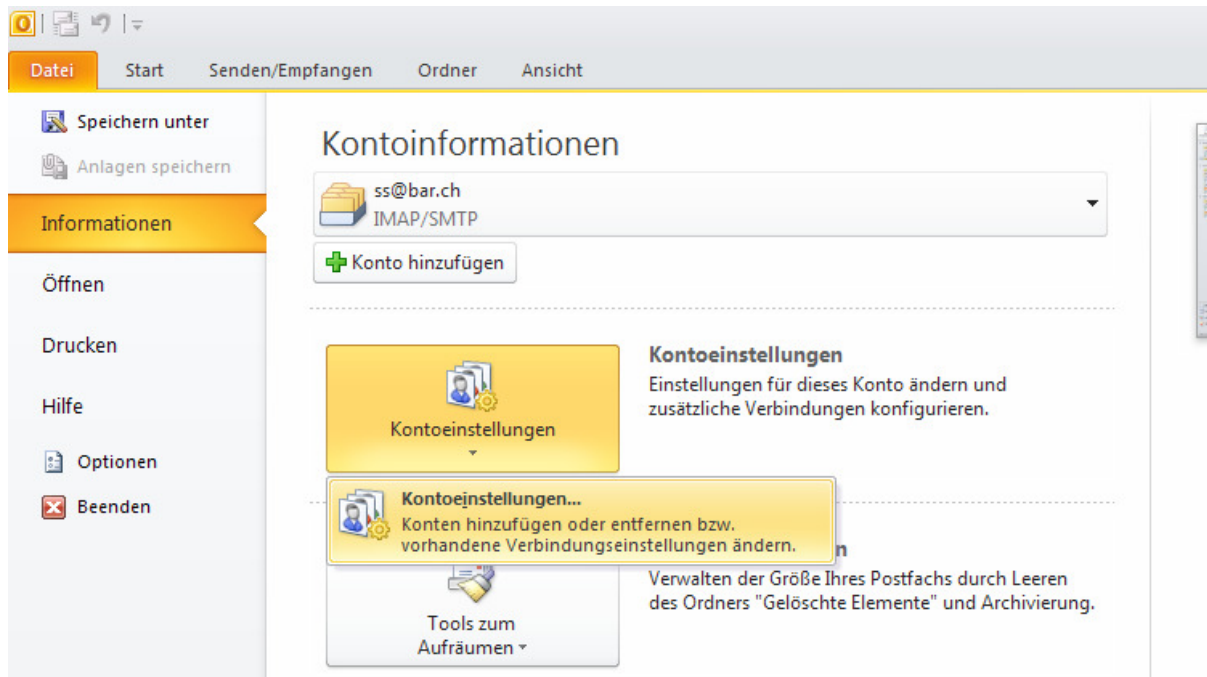 Datei Start Senden/Empfangen Ordner Ansicht
Speichern unter
Anlagen speichern
Informationen
Öffnen
Drucken
Hilfe
Optionen
Beenden
Kontoinformationen
ss@bar.ch
IMAP/SMTP
Konto hinzufügen
Kontoeinstellungen
Kontoeinstellungen
Einstellungen für dieses Konto ändern und
zusätzliche Verbindungen konfigurieren.
Kontoeinstellungen...
Konten hinzufügen oder entfernen bzw.
vorhandene Verbindungseinstellungen ändern.
n
Verwalten der Größe Ihres Postfachs durch Leeren
des Ordners "Gelöschte Elemente" und Archivierung.
Tools zum
Aufräumen